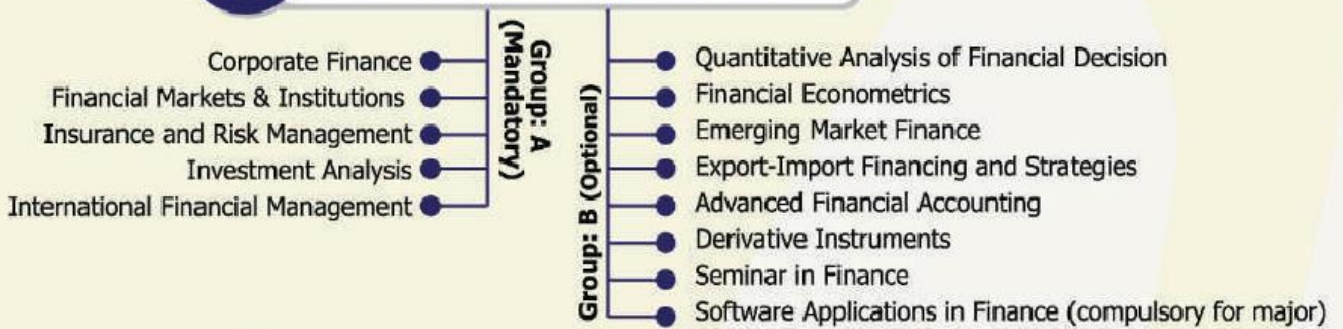 Group: A
(Mandatory)
Corporate Finance
Financial Markets & Institutions
Insurance and Risk Management
Investment Analysis
International Financial Management
Group: B (Optional)
Quantitative Analysis of Financial Decision
Financial Econometrics
Emerging Market Finance
Export-Import Financing and Strategies
Advanced Financial Accounting
Derivative Instruments
Seminar in Finance
Software Applications in Finance (compulsory for major)